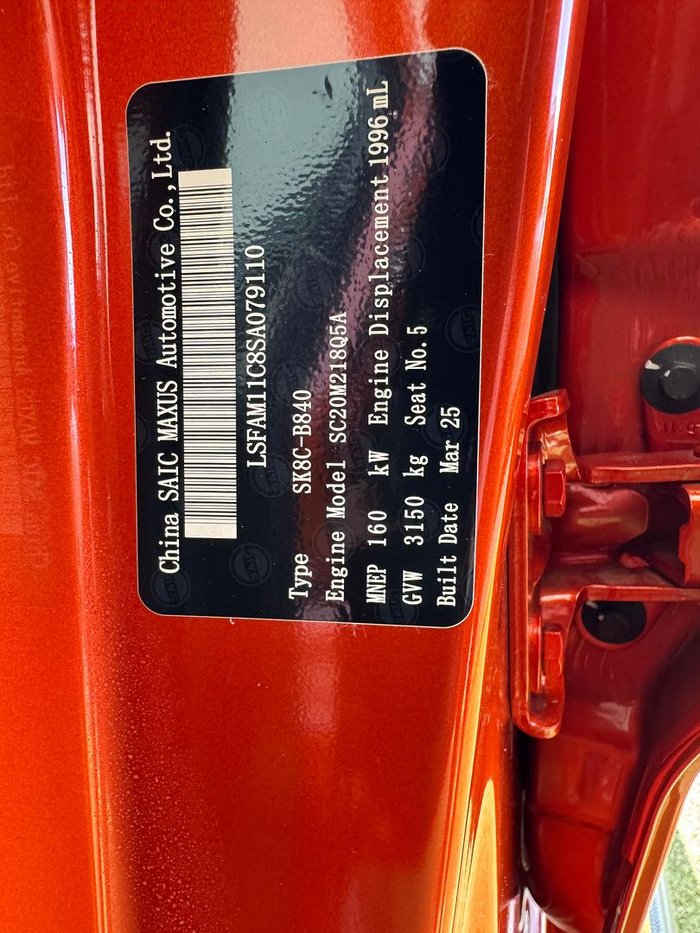 China SAIC MAXUS Automotive Co.,Ltd.
LSFAM11C8SA079110
Type SK8C-B840
Engine Model SC20M218Q5A
MNEP 160 kW Engine Displacement 1996 mL
GVW 3150 kg Seat No. 5
Built Date Mar 25